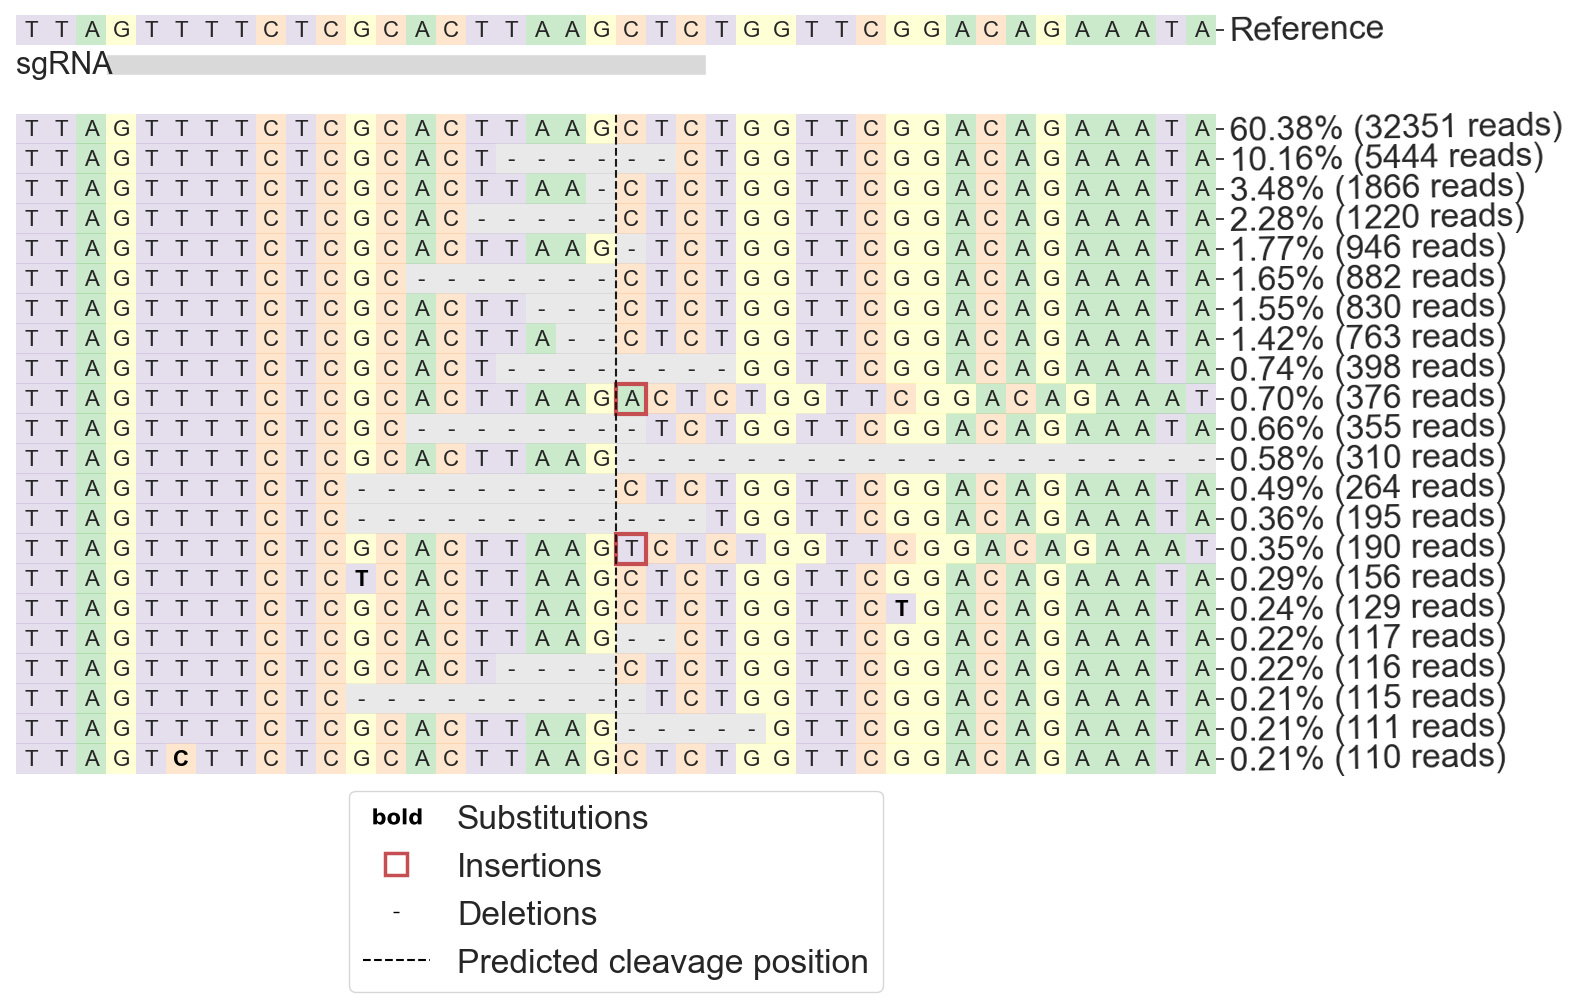 T T A G T T T T C T C G C A C T T A A G C T C T G G T T C G G A C A G A A A T A Reference
sgRNA
T T A G T T T T C T C G C A C T T A A G C T C T G G T T C G G A C A G A A A T A 60.38% (32351 reads)
T T A G T T T T C T C G C A C T - - - - - - C T G G T T C G G A C A G A A A T A 10.16% (5444 reads)
T T A G T T T T C T C G C A C T T A A - C T C T G G T T C G G A C A G A A A T A 3.48% (1866 reads)
T T A G T T T T C T C G C A C - - - - - C T C T G G T T C G G A C A G A A A T A 2.28% (1220 reads)
T T A G T T T T C T C G C A C T T A A G - T C T G G T T C G G A C A G A A A T A 1.77% (946 reads)
T T A G T T T T C T C G C - - - - - - - C T C T G G T T C G G A C A G A A A T A 1.65% (882 reads)
T T A G T T T T C T C G C A C T T - - - C T C T G G T T C G G A C A G A A A T A 1.55% (830 reads)
T T A G T T T T C T C G C A C T T A - - C T C T G G T T C G G A C A G A A A T A 1.42% (763 reads)
T T A G T T T T C T C G C A C T - - - - - - - - G G T T C G G A C A G A A A T A 0.74% (398 reads)
T T A G T T T T C T C G C A C T T A A G A C T C T G G T T C G G A C A G A A A T 0.70% (376 reads)
T T A G T T T T C T C G C - - - - - - - - T C T G G T T C G G A C A G A A A T A 0.66% (355 reads)
T T A G T T T T C T C G C A C T T A A G - - - - - - - - - - - - - - - - - - - - 0.58% (310 reads)
T T A G T T T T C T C - - - - - - - - - C T C T G G T T C G G A C A G A A A T A 0.49% (264 reads)
T T A G T T T T C T C - - - - - - - - - - - - T G G T T C G G A C A G A A A T A 0.36% (195 reads)
T T A G T T T T C T C G C A C T T A A G T C T C T G G T T C G G A C A G A A A T 0.35% (190 reads)
T T A G T T T T C T C T C A C T T A A G C T C T G G T T C G G A C A G A A A T A 0.29% (156 reads)
T T A G T T T T C T C G C A C T T A A G C T C T G G T T C T G A C A G A A A T A 0.24% (129 reads)
T T A G T T T T C T C G C A C T T A A G - - C T G G T T C G G A C A G A A A T A 0.22% (117 reads)
T T A G T T T T C T C G C A C T - - - - C T C T G G T T C G G A C A G A A A T A 0.22% (116 reads)
T T A G T T T T C T C - - - - - - - - - - T C T G G T T C G G A C A G A A A T A 0.21% (115 reads)
T T A G T T T T C T C G C A C T T A A G - - - - - G T T C G G A C A G A A A T A 0.21% (111 reads)
T T A G T C T T C T C G C A C T T A A G C T C T G G T T C G G A C A G A A A T A 0.21% (110 reads)
bold Substitutions
Insertions
- Deletions
Predicted cleavage position